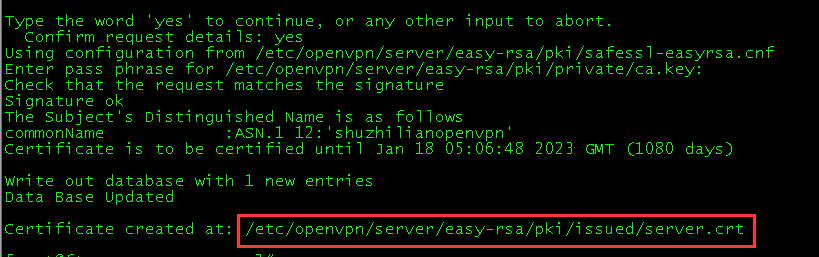 Type the word 'yes' to continue, or any other input to abort.
Confirm request details: yes
Using configuration from /etc/openvpn/server/easy-rsa/pki/safessl-easyrsa.cnf
Enter pass phrase for /etc/openvpn/server/easy-rsa/pki/private/ca.key:
Check that the request matches the signature
Signature ok
The Subject's Distinguished Name is as follows
commonName :ASN.1 12:'shuzhilianopenvpn'
Certificate is to be certified until Jan 18 05:06:48 2023 GMT (1080 days)
Write out database with 1 new entries
Data Base Updated
Certificate created at: /etc/openvpn/server/easy-rsa/pki/issued/server.crt